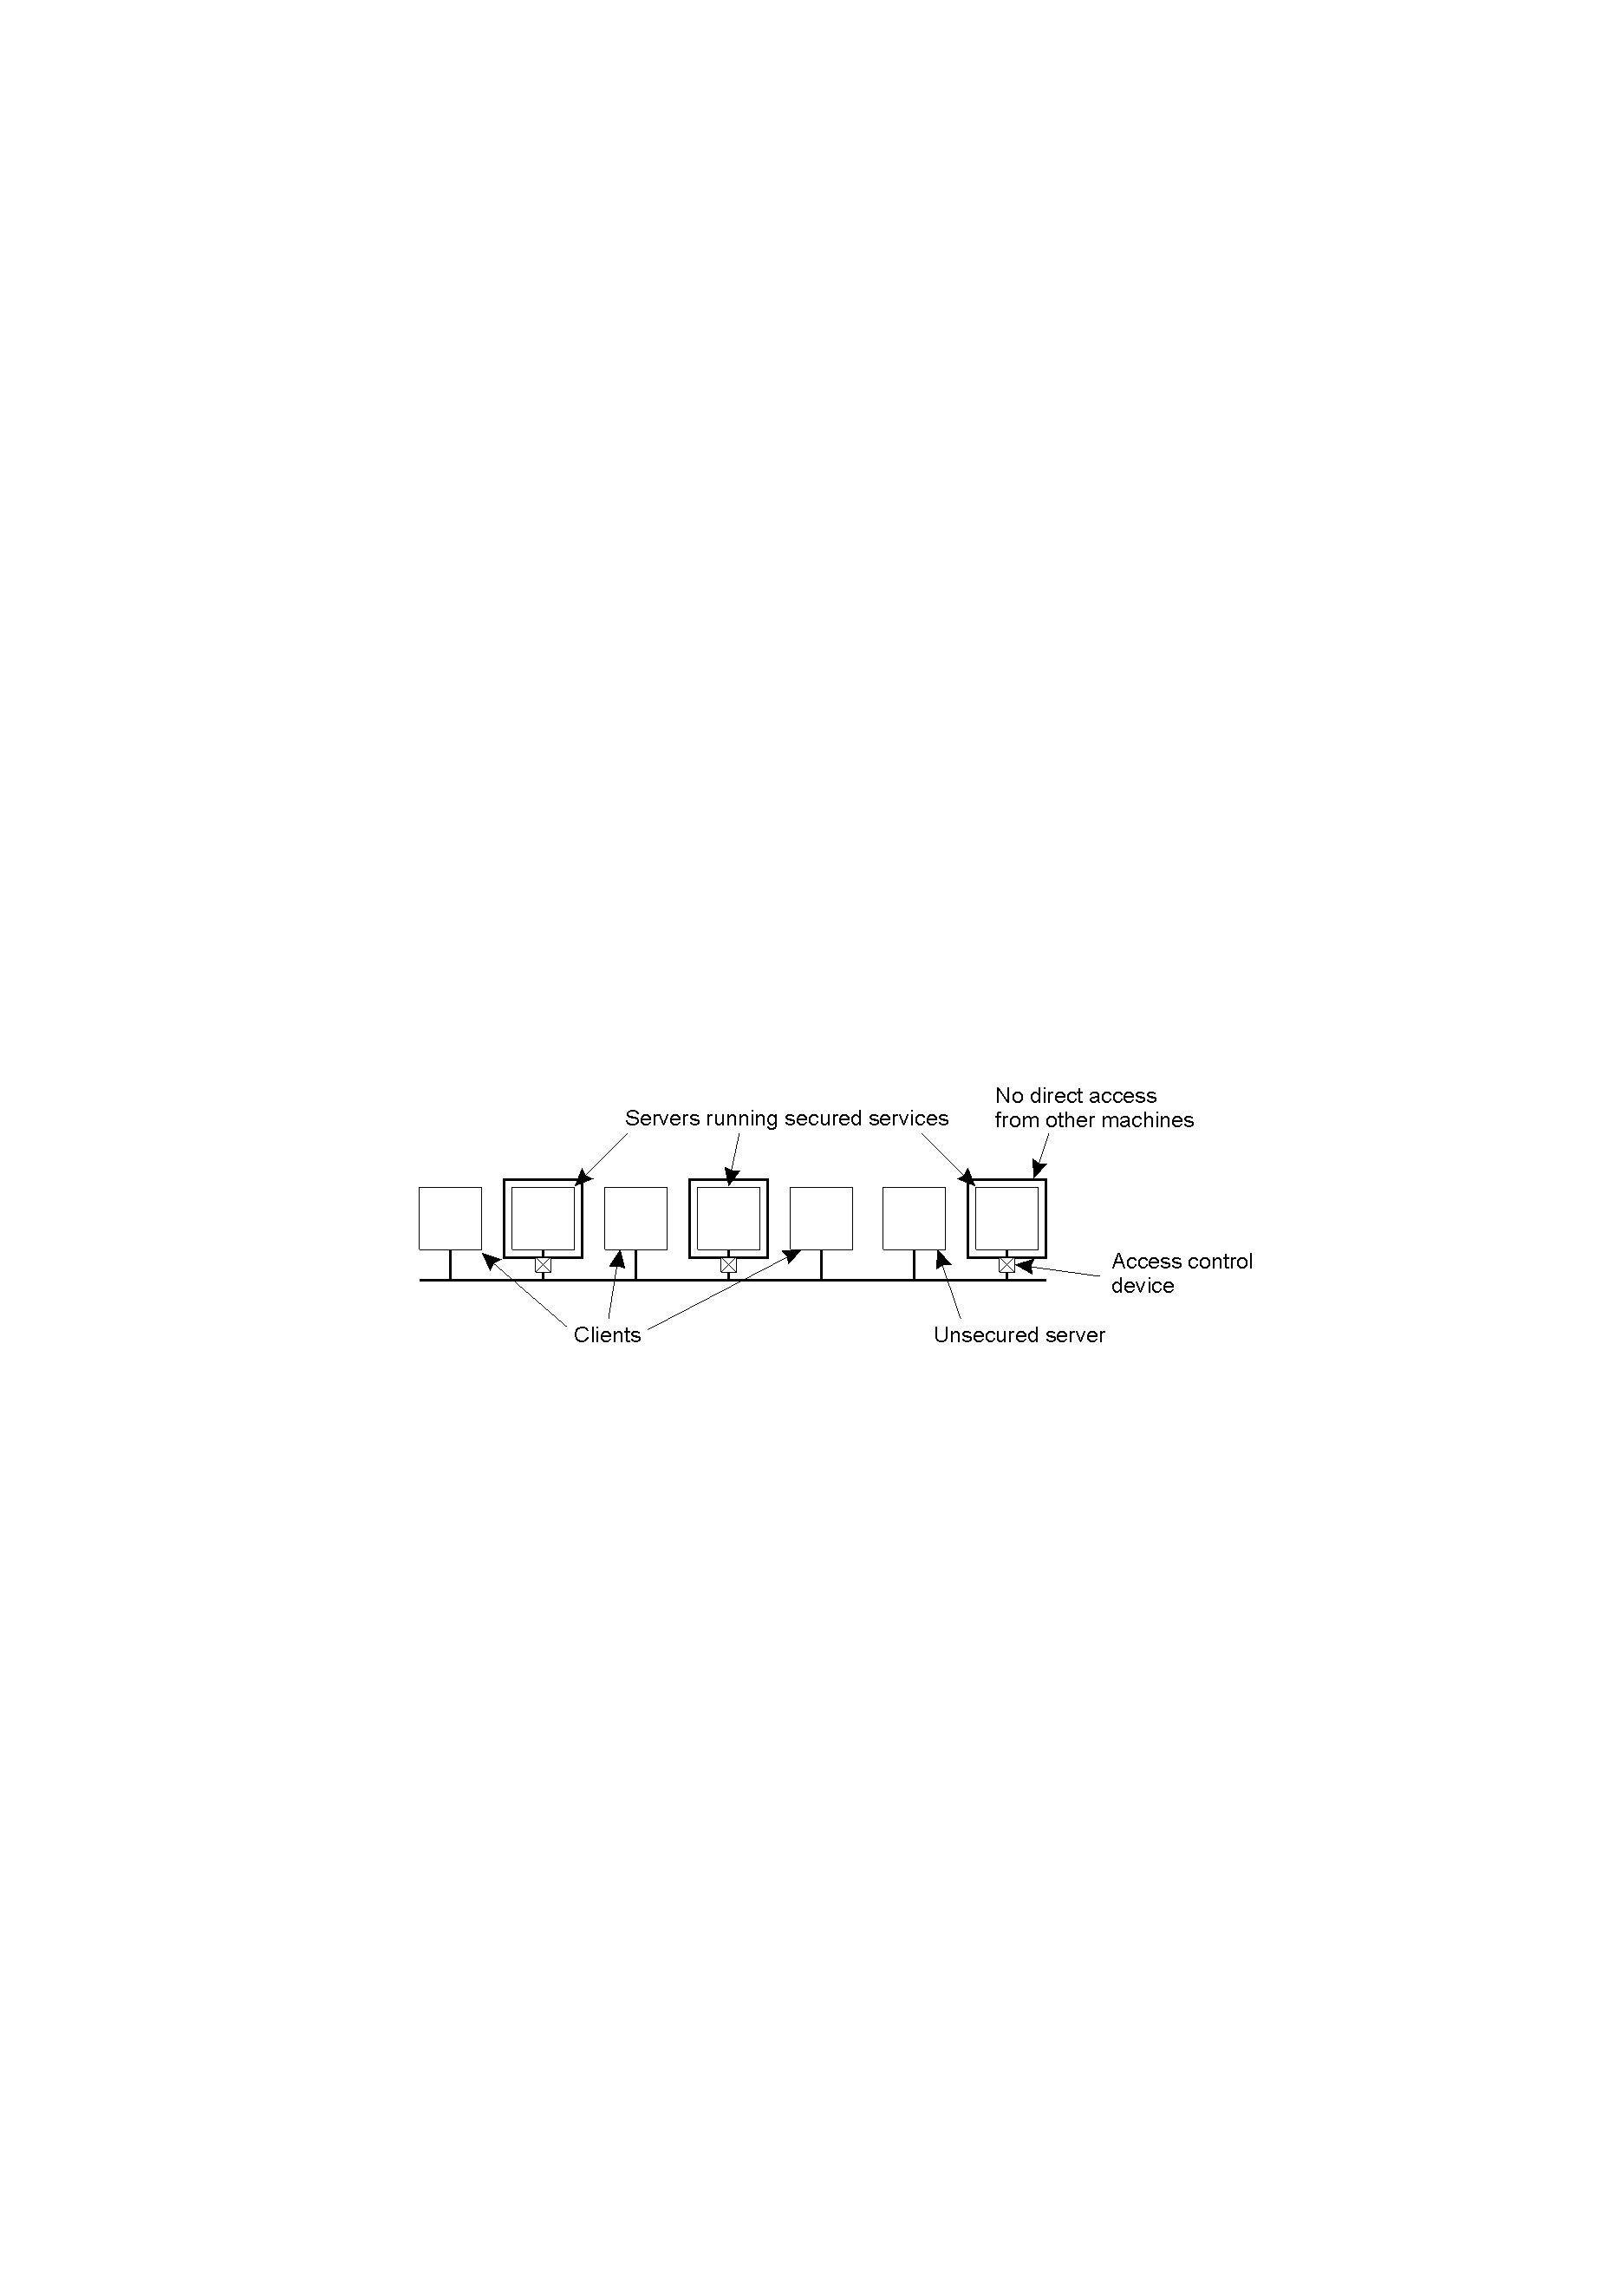 No direct access
from other machines
Servers running secured services
Access control
device
Clients
Unsecured server